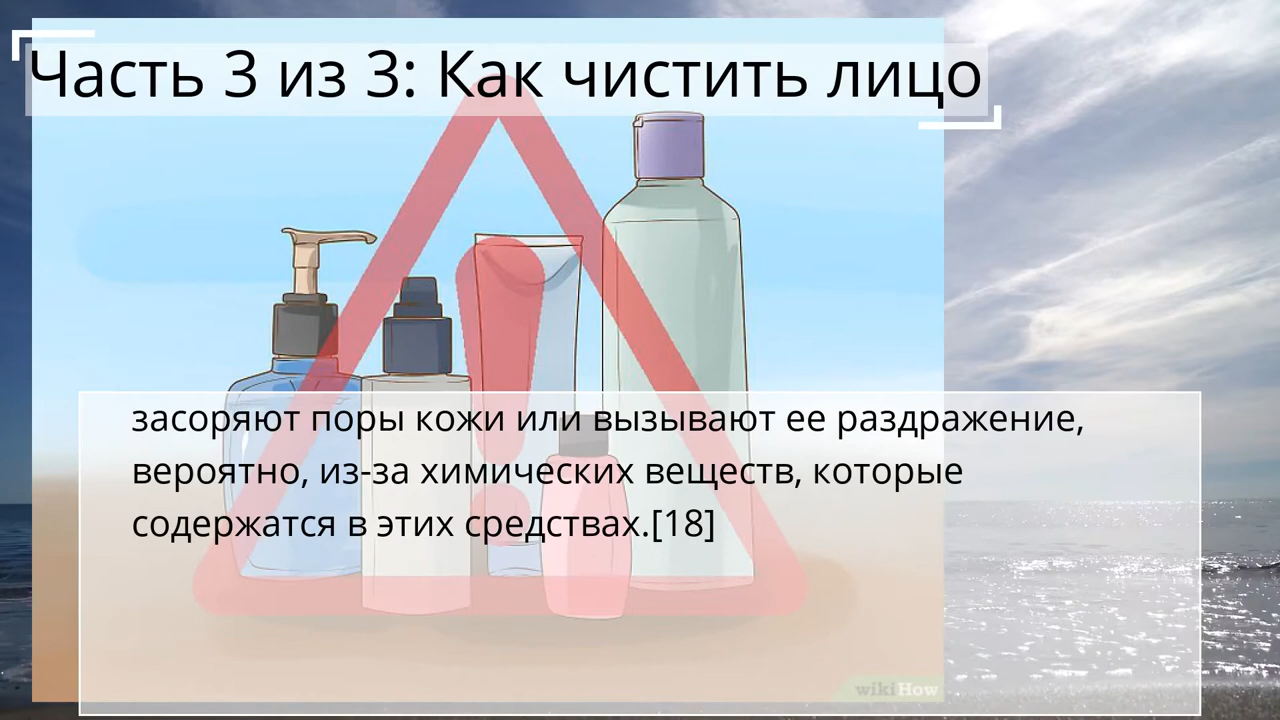 Часть 3 из 3: Как чистить лицо
засоряют поры кожи или вызывают ее раздражение,
вероятно, из-за химических веществ, которые
содержатся в этих средствах.[18]
wikiHow